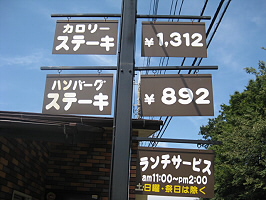 カロリー
ステーキ
¥1,312
ハンバーグ
ステーキ
¥892
ランチサービス
am11:00～pm2:00
土日曜・祭日は除く